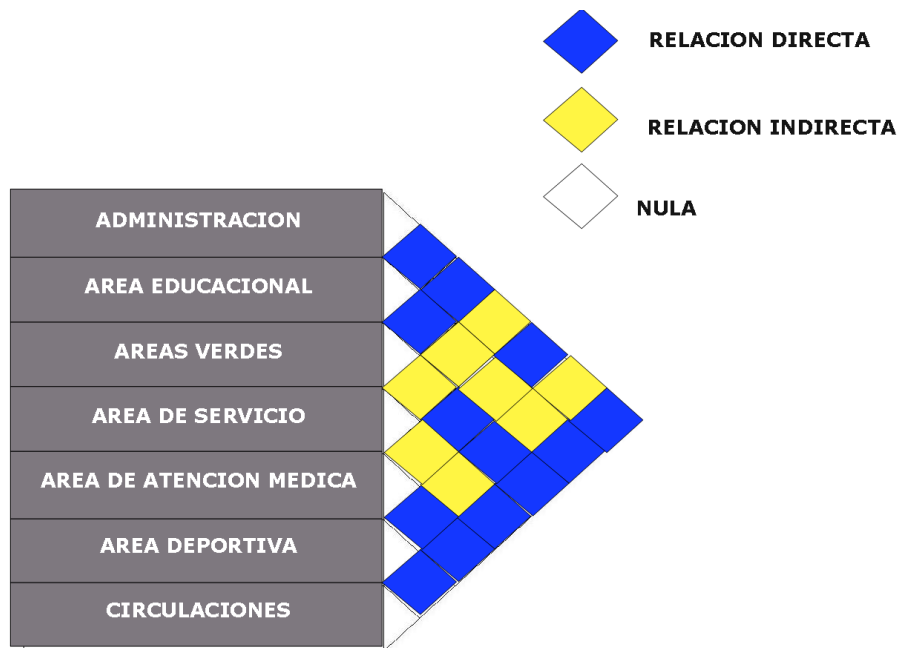 RELACION DIRECTA
RELACION INDIRECTA
NULA
ADMINISTRACION
AREA EDUCACIONAL
AREAS VERDES
AREA DE SERVICIO
AREA DE ATENCION MEDICA
AREA DEPORTIVA
CIRCULACIONES